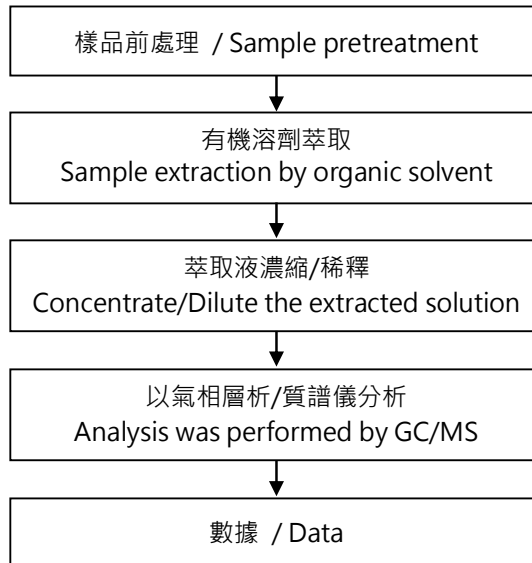 樣品前處理 / Sample pretreatment
有機溶劑萃取
Sample extraction by organic solvent
萃取液濃縮/稀釋
Concentrate/Dilute the extracted solution
以氣相層析/質譜儀分析
Analysis was performed by GC/MS
數據 / Data